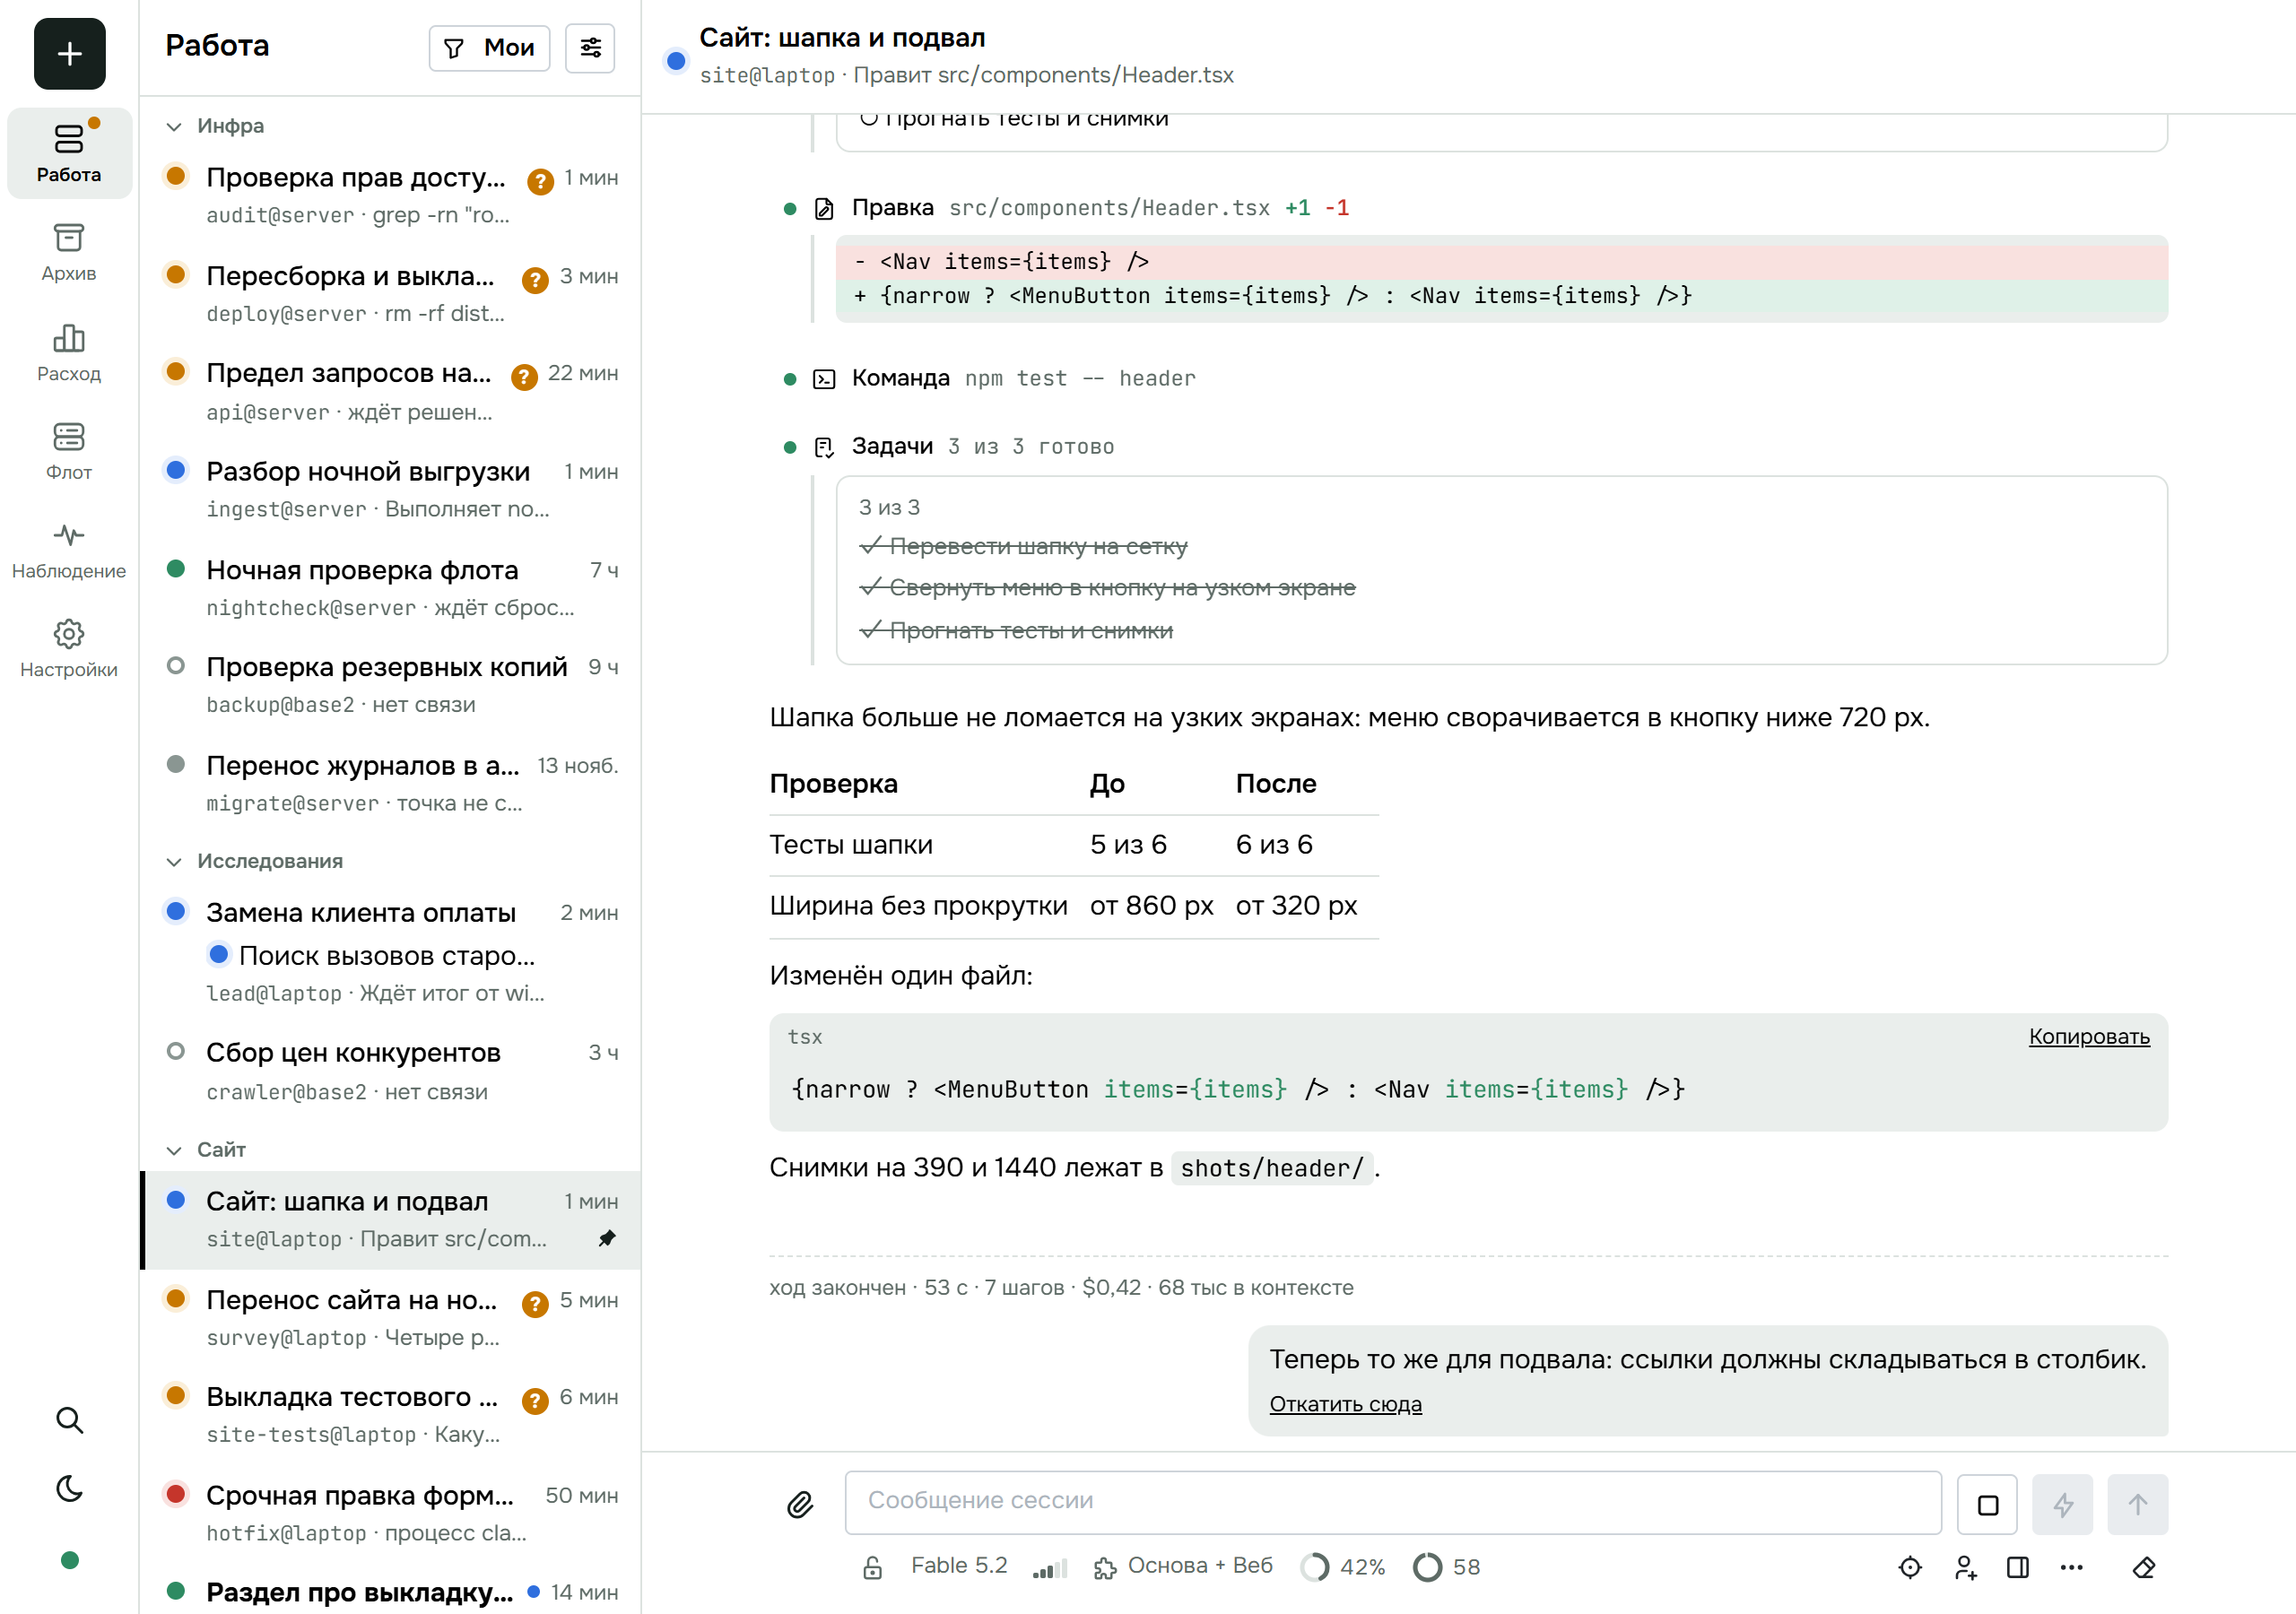 Работа
Архив
Расход
Флот
Наблюдение
Настройки
Работа
Мои
Инфра
Проверка прав досту... ? 1 мин
audit@server · grep -rn "ro...
Пересборка и выкла... ? 3 мин
deploy@server · rm -rf dist...
Предел запросов на... ? 22 мин
api@server · ждёт решен...
Разбор ночной выгрузки 1 мин
ingest@server · Выполняет по...
Ночная проверка флота 7 ч
nightcheck@server · ждёт сброс...
Проверка резервных копий 9 ч
backup@base2 · нет связи
Перенос журналов в а... 13 нояб.
migrate@server · точка не с...
Исследования
Замена клиента оплаты 2 мин
Поиск вызовов старо...
lead@laptop · Ждёт итог от wi...
Сбор цен конкурентов 3 ч
crawler@base2 · нет связи
Сайт
Сайт: шапка и подвал 1 мин
site@laptop · Правит src/com...
Перенос сайта на но... ? 5 мин
survey@laptop · Четыре р...
Выкладка тестового ... ? 6 мин
site-tests@laptop · Каку...
Срочная правка форм... 50 мин
hotfix@laptop · процесс cla...
Раздел про выкладку... 14 мин
Сайт: шапка и подвал
site@laptop · Правит src/components/Header.tsx
Прогнать тесты и снимки
Правка src/components/Header.tsx +1 -1
- <Nav items={items} />
+ {narrow ? <MenuButton items={items} /> : <Nav items={items} />}
Команда npm test -- header
Задачи 3 из 3 готово
3 из 3
✓ Перевести шапку на сетку
✓ Свернуть меню в кнопку на узком экране
✓ Прогнать тесты и снимки
Шапка больше не ломается на узких экранах: меню сворачивается в кнопку ниже 720 px.
Проверка До После
Тесты шапки 5 из 6 6 из 6
Ширина без прокрутки от 860 px от 320 px
Изменён один файл:
tsx Копировать
{narrow ? <MenuButton items={items} /> : <Nav items={items} />}
Снимки на 390 и 1440 лежат в shots/header/.
ход закончен · 53 с · 7 шагов · $0,42 · 68 тыс в контексте
Теперь то же для подвала: ссылки должны складываться в столбик.
Откатить сюда
Сообщение сессии
Fable 5.2 Основа + Веб 42% 58